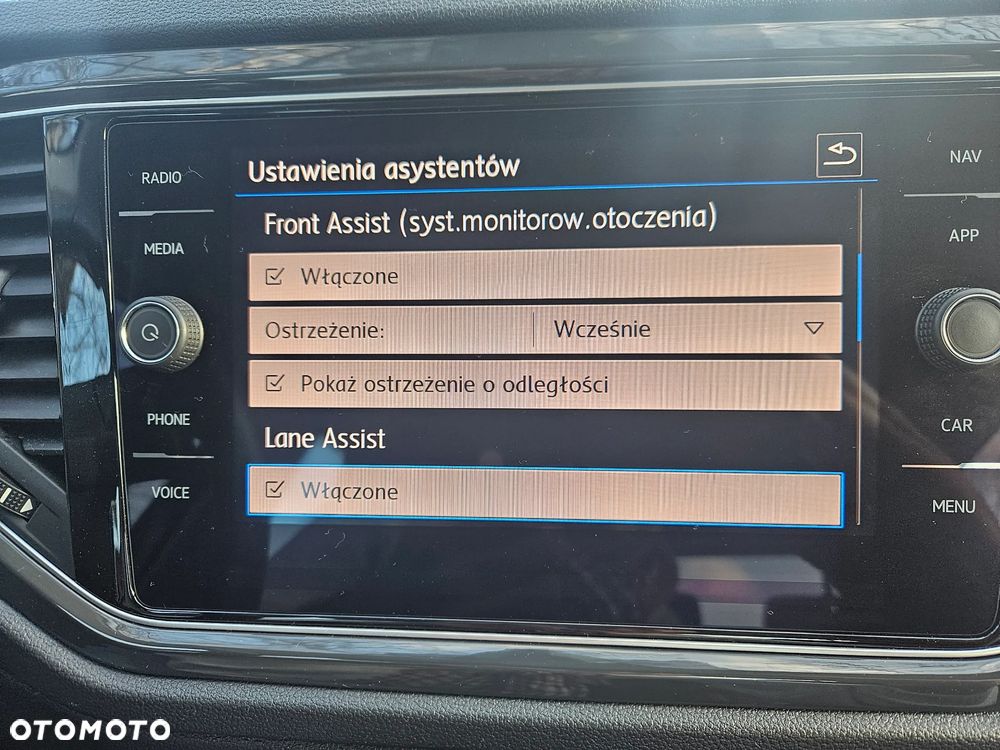 RADIO
MEDIA
PHONE
VOICE
Ustawienia asystentów
Front Assist (syst.monitorow.otoczenia)
Włączone
Ostrzeżenie: Wcześnie
Pokaż ostrzeżenie o odległości
Lane Assist
Włączone
NAV
APP
CAR
MENU
OTOMOTO